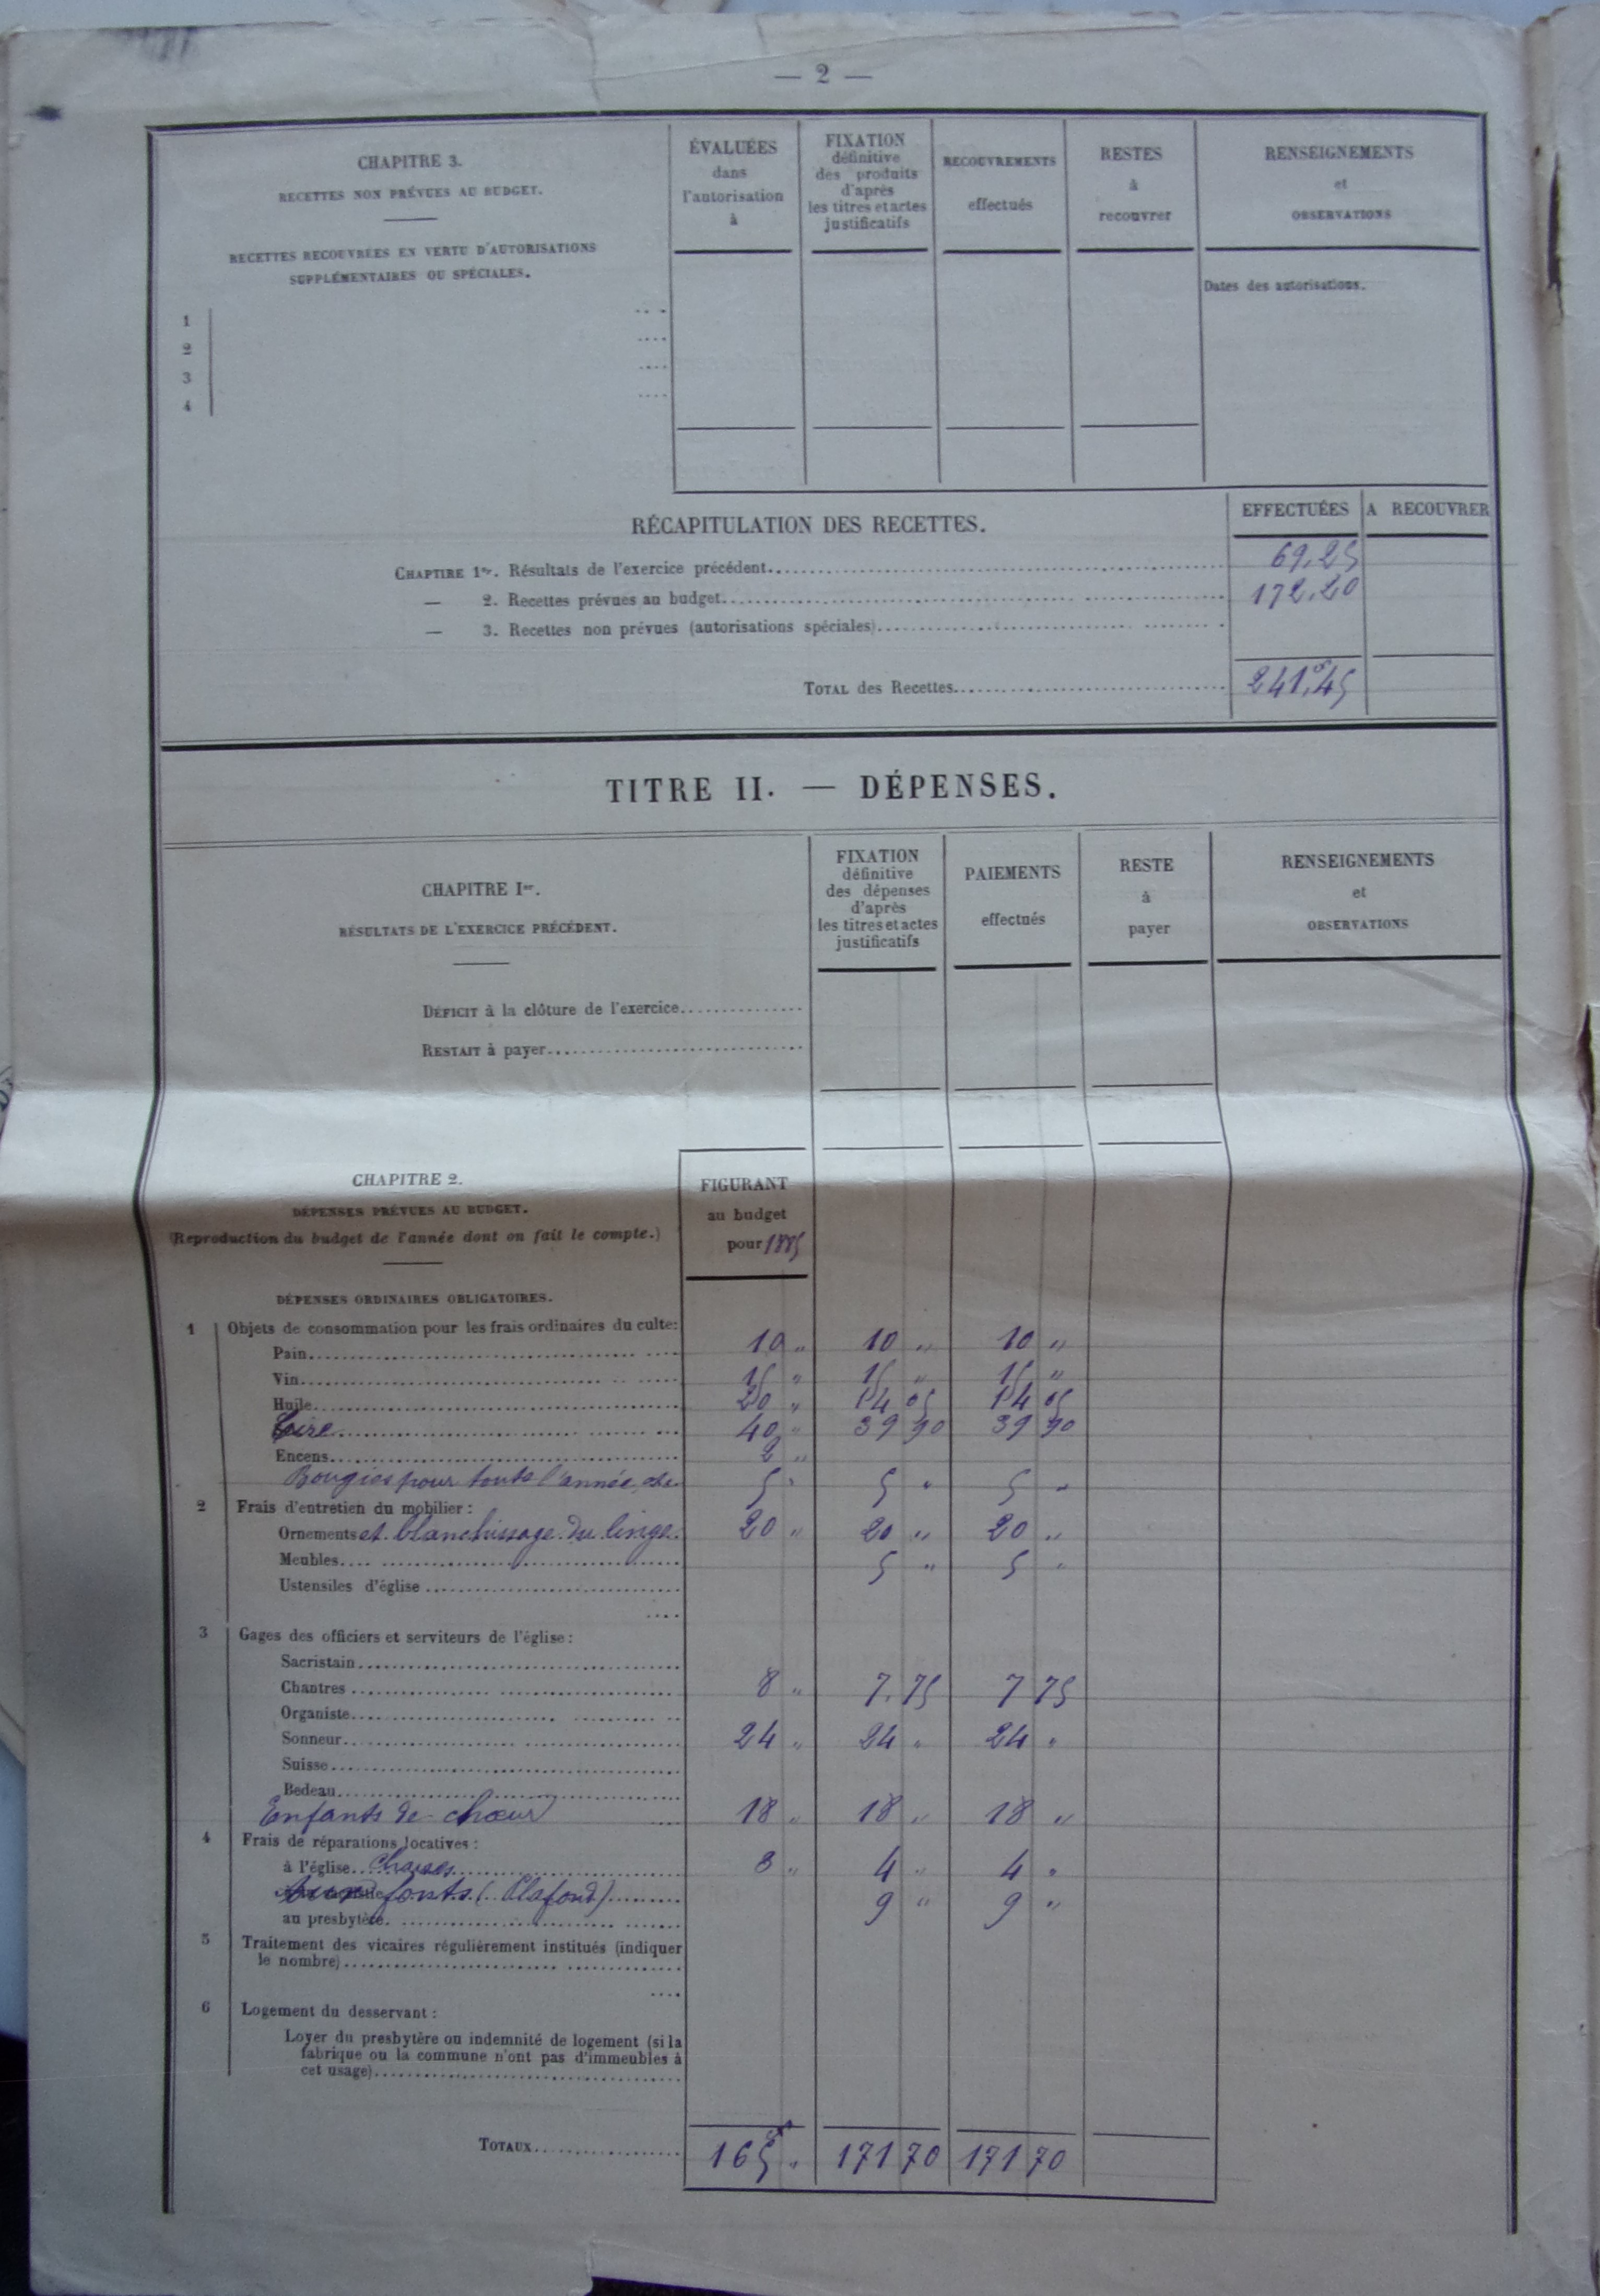 — 2 —
CHAPITRE 3.
RECETTES NON PRÉVUES AU BUDGET.
RECETTES RECOUVRÉES EN VERTU D'AUTORISATIONS
SUPPLÉMENTAIRES OU SPÉCIALES.
ÉVALUÉES
dans
l'autorisation
à
FIXATION
définitive
des produits
d'après
les titres et actes
justificatifs
RECOUVREMENTS
effectués
RESTES
à
recouvrer
RENSEIGNEMENTS
et
OBSERVATIONS
Dates des autorisations.
1
2
3
4
RÉCAPITULATION DES RECETTES.
EFFECTUÉES
A RECOUVRER
CHAPTIRE 1er. Résultats de l'exercice précédent 69,25
— 2. Recettes prévues au budget 172,20
— 3. Recettes non prévues (autorisations spéciales)
TOTAL des Recettes 241f,45
TITRE II. — DÉPENSES.
CHAPITRE Ier.
RÉSULTATS DE L'EXERCICE PRÉCÉDENT.
FIXATION
définitive
des dépenses
d'après
les titres et actes
justificatifs
PAIEMENTS
effectués
RESTE
à
payer
RENSEIGNEMENTS
et
OBSERVATIONS
DÉFICIT à la clôture de l'exercice
RESTAIT à payer
CHAPITRE 2.
DÉPENSES PRÉVUES AU BUDGET.
(Reproduction du budget de l'année dont on fait le compte.)
FIGURANT
au budget
pour 1885
DÉPENSES ORDINAIRES OBLIGATOIRES.
1 Objets de consommation pour les frais ordinaires du culte:
Pain 10 " 10 " 10 "
Vin 15 " 15 " 15 "
Huile 20 " 14 05 14 05
Cire 40 " 39 90 39 90
Encens 2 "
Bougies pour toute l'année 5 " 5 " 5 "
2 Frais d'entretien du mobilier :
Ornements et blanchissage du linge 20 " 20 " 20 "
Meubles 5 " 5 "
Ustensiles d'église
3 Gages des officiers et serviteurs de l'église :
Sacristain
Chantres 8 " 7,75 7 75
Organiste
Sonneur 24 " 24 " 24 "
Suisse
Bedeau
Enfants de chœur 18 " 18 " 18 "
4 Frais de réparations locatives :
à l'église Chaises 3 " 4 " 4 "
fonts (Plafond) 9 " 9 "
au presbytère
5 Traitement des vicaires régulièrement institués (indiquer
le nombre)
6 Logement du desservant :
Loyer du presbytère ou indemnité de logement (si la
fabrique ou la commune n'ont pas d'immeubles à
cet usage)
TOTAUX 165f " 171 70 171 70